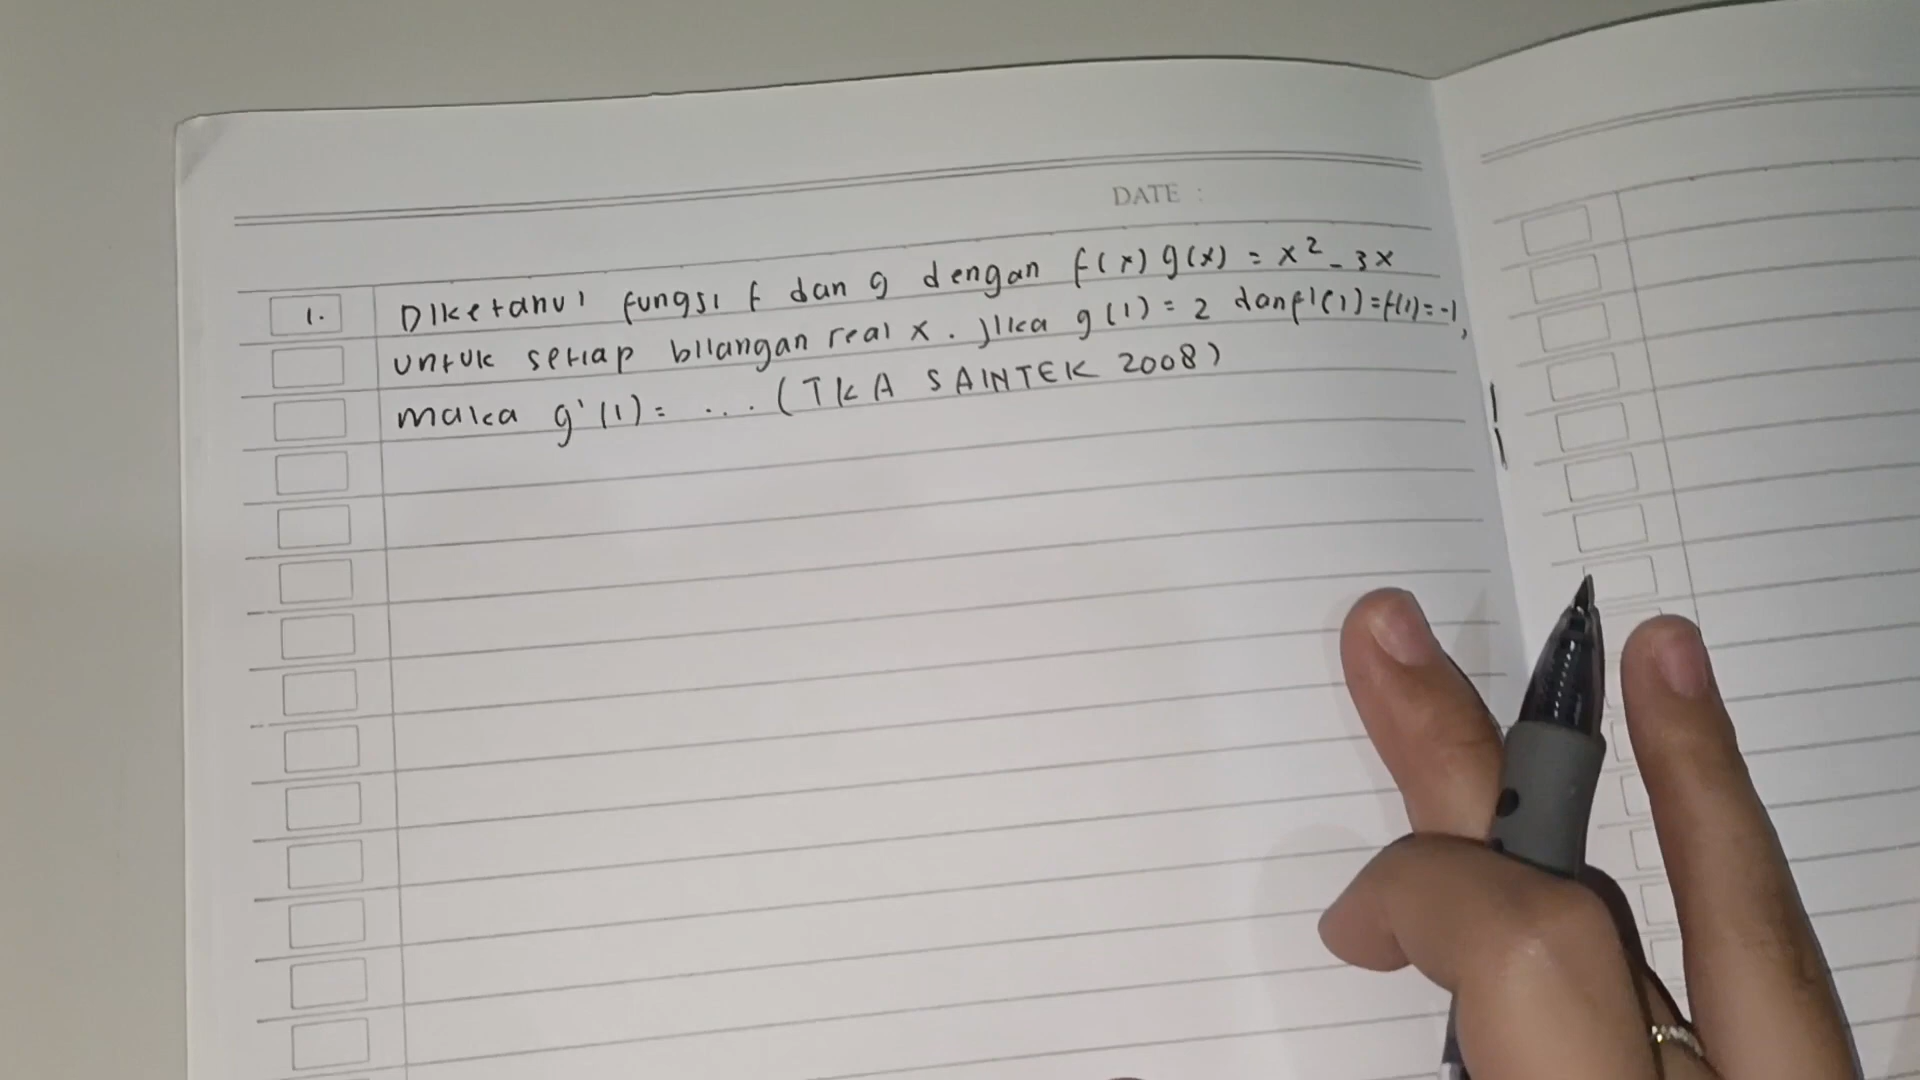 DATE :
1. Diketahui fungsi f dan g dengan f(x) g(x) = x² - 3x
untuk setiap bilangan real x. Jika g(1) = 2 dan f'(1) = f(1) = -1,
maka g'(1) = ... (TKA SAINTEK 2008)